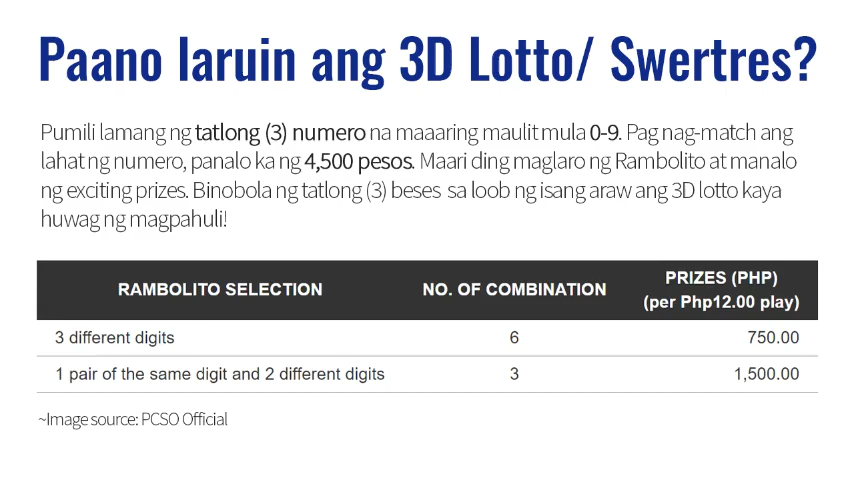 Paano laruin ang 3D Lotto/ Swertres?
Pumili lamang ng tatlong (3) numero na maaaring maulit mula 0-9. Pag nag-match ang
lahat ng numero, panalo ka ng 4,500 pesos. Maari ding maglaro ng Rambolito at manalo
ng exciting prizes. Binobola ng tatlong (3) beses sa loob ng isang araw ang 3D lotto kaya
huwag ng magpahuli!
RAMBOLITO SELECTION NO. OF COMBINATION PRIZES (PHP)
(per Php12.00 play)
3 different digits 6 750.00
1 pair of the same digit and 2 different digits 3 1,500.00
~Image source: PCSO Official